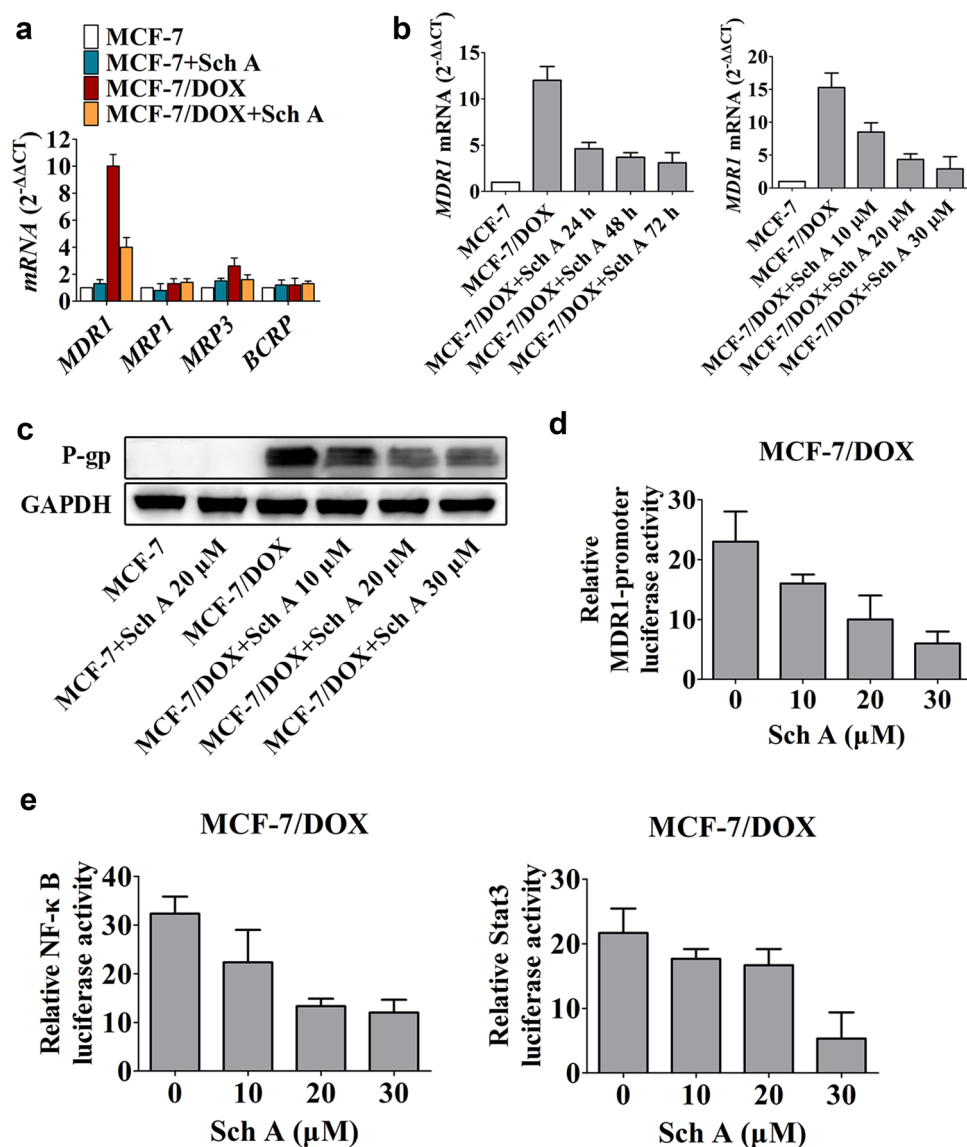 a
MCF-7
MCF-7+Sch A
MCF-7/DOX
MCF-7/DOX+Sch A
mRNA (2^-ΔΔCT)
12
10
8
6
4
2
0
MDR1
MRP1
MRP3
BCRP
b
MDR1 mRNA (2^-ΔΔCT)
15
10
5
0
MCF-7
MCF-7/DOX
MCF-7/DOX+Sch A 24 h
MCF-7/DOX+Sch A 48 h
MCF-7/DOX+Sch A 72 h
MDR1 mRNA (2^-ΔΔCT)
20
15
10
5
0
MCF-7
MCF-7/DOX
MCF-7/DOX+Sch A 10 μM
MCF-7/DOX+Sch A 20 μM
MCF-7/DOX+Sch A 30 μM
c
P-gp
GAPDH
MCF-7
MCF-7+Sch A 20 μM
MCF-7/DOX
MCF-7/DOX+Sch A 10 μM
MCF-7/DOX+Sch A 20 μM
MCF-7/DOX+Sch A 30 μM
d
MCF-7/DOX
Relative
MDR1-promoter
luciferase activity
30
20
10
0
0 10 20 30
Sch A (μM)
e
MCF-7/DOX
Relative NF-κ B
luciferase activity
40
30
20
10
0
0 10 20 30
Sch A (μM)
MCF-7/DOX
Relative Stat3
luciferase activity
30
20
10
0
0 10 20 30
Sch A (μM)